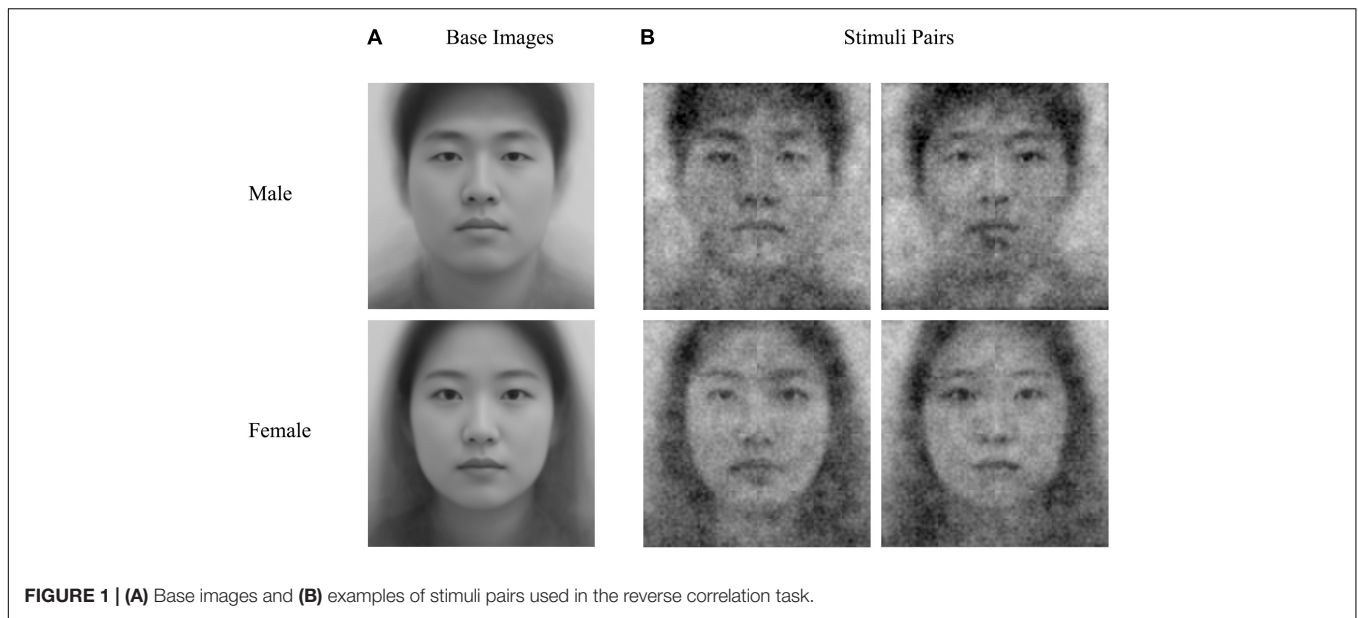 A Base Images B Stimuli Pairs
Male
Female
FIGURE 1 | (A) Base images and (B) examples of stimuli pairs used in the reverse correlation task.